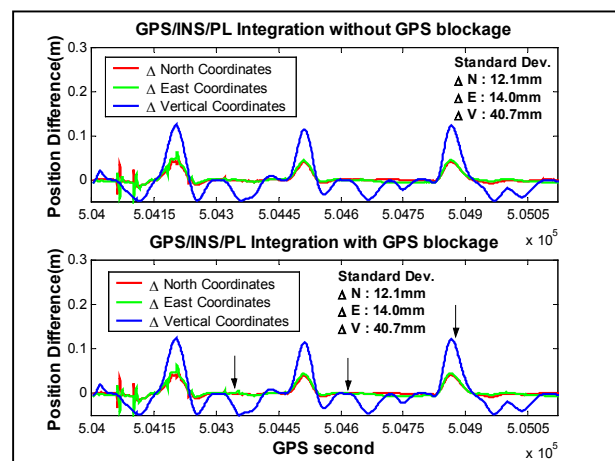 GPS/INS/PL Integration without GPS blockage
0.3
0.2
0.1
0
Position Difference(m)
Δ North Coordinates
Δ East Coordinates
Δ Vertical Coordinates
Standard Dev.
Δ N : 12.1mm
Δ E : 14.0mm
Δ V : 40.7mm
5.04 5.0415 5.043 5.0445 5.046 5.0475 5.049 5.0505
x 10⁵
GPS/INS/PL Integration with GPS blockage
0.3
0.2
0.1
0
Position Difference(m)
Δ North Coordinates
Δ East Coordinates
Δ Vertical Coordinates
Standard Dev.
Δ N : 12.1mm
Δ E : 14.0mm
Δ V : 40.7mm
5.04 5.0415 5.043 5.0445 5.046 5.0475 5.049 5.0505
GPS second
x 10⁵